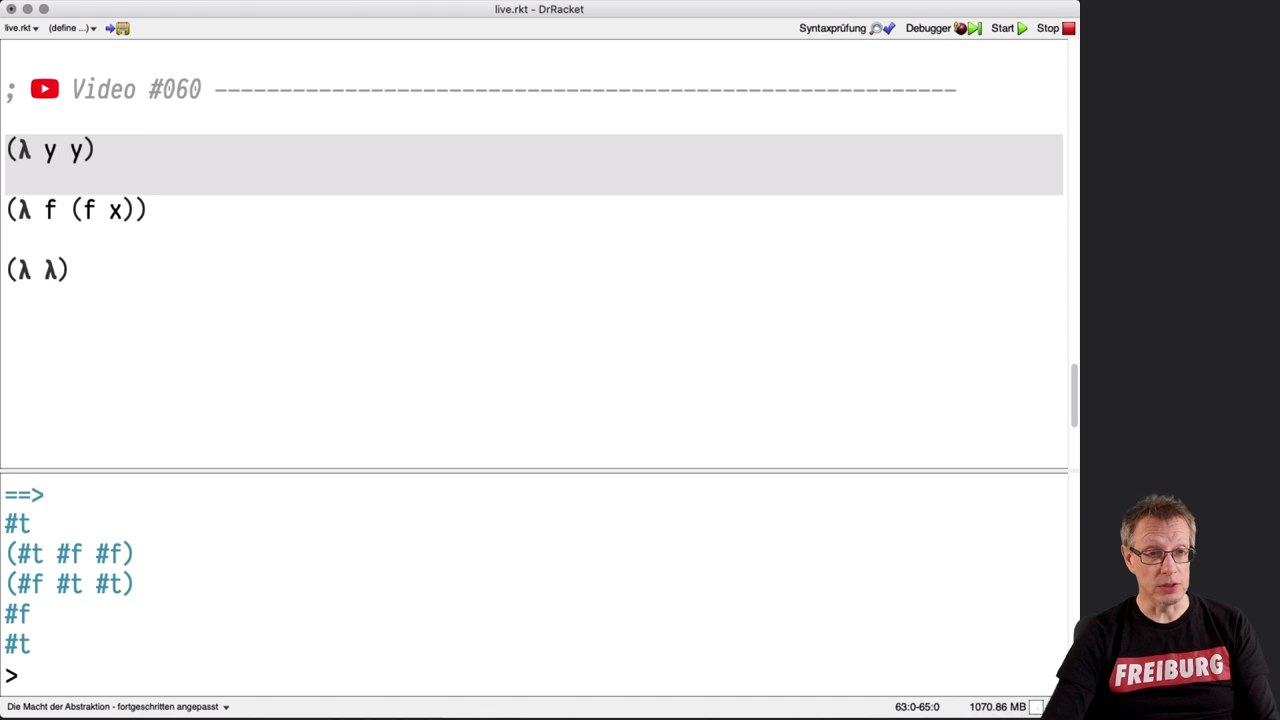 live.rkt - DrRacket
live.rkt (define ...) Syntaxprüfung Debugger Start Stop
; Video #060 ---------------------------------------------------------
(λ y y)
(λ f (f x))
(λ λ)
==>
#t
(#t #f #f)
(#f #t #t)
#f
#t
>
Die Macht der Abstraktion - fortgeschritten angepasst 63:0-65:0 1070.86 MB
FREIBURG